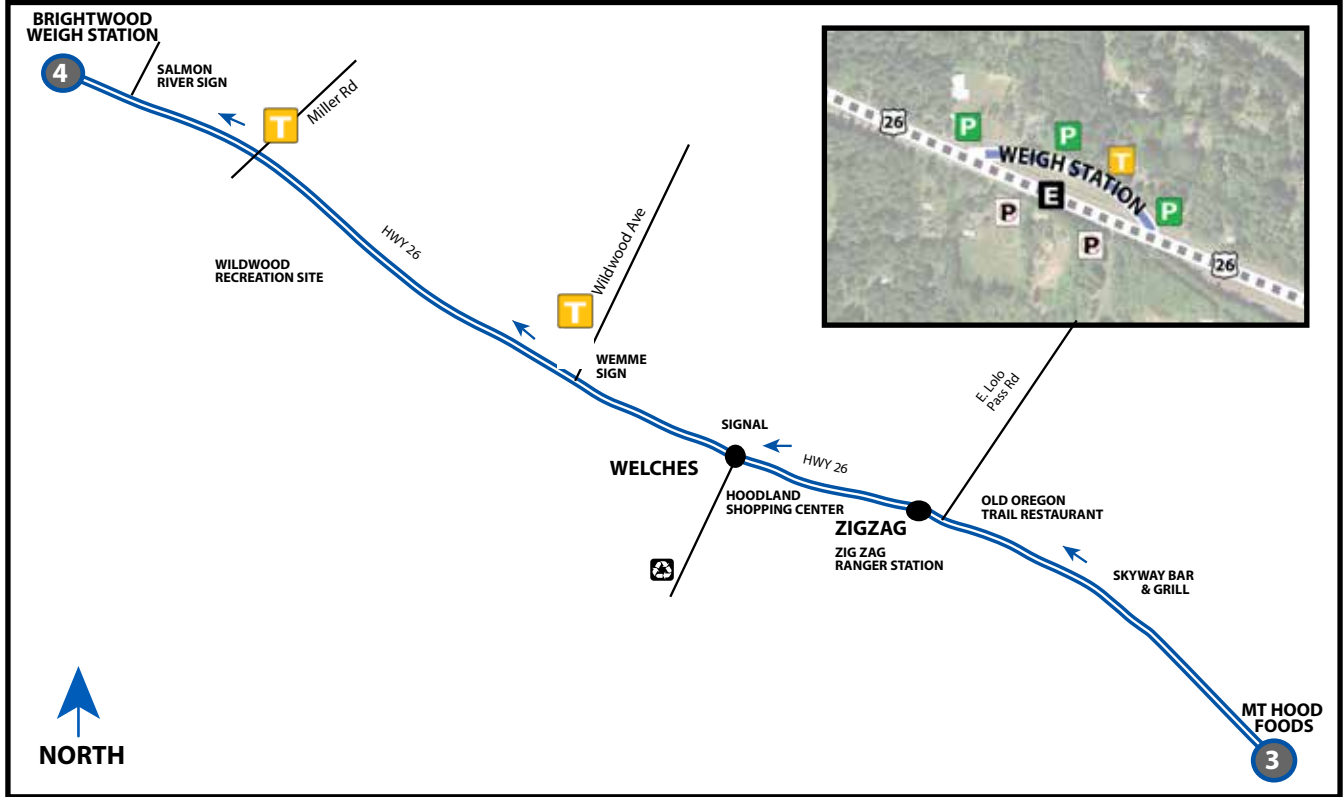 BRIGHTWOOD
WEIGH STATION
4
SALMON
RIVER SIGN
T
Miller Rd
26
P
P
WEIGH STATION
T
E
P
P
P
26
HWY 26
Wildwood Ave
WILDWOOD
RECREATION SITE
T
WEMME
SIGN
E. Lolo
Pass Rd
SIGNAL
HWY 26
WELCHES
HOODLAND
SHOPPING CENTER
OLD OREGON
TRAIL RESTAURANT
ZIGZAG
ZIG ZAG
RANGER STATION
SKYWAY BAR
& GRILL
NORTH
MT HOOD
FOODS
3